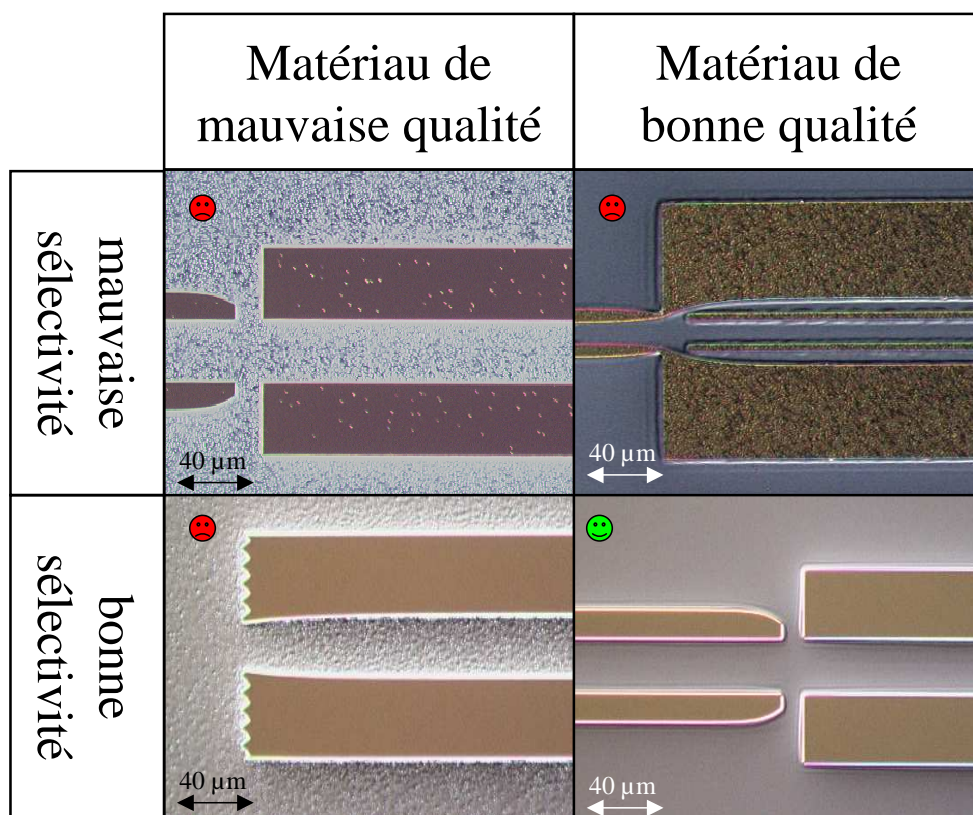 Matériau de
mauvaise qualité
Matériau de
bonne qualité
mauvaise
sélectivité
40 µm
40 µm
bonne
sélectivité
40 µm
40 µm